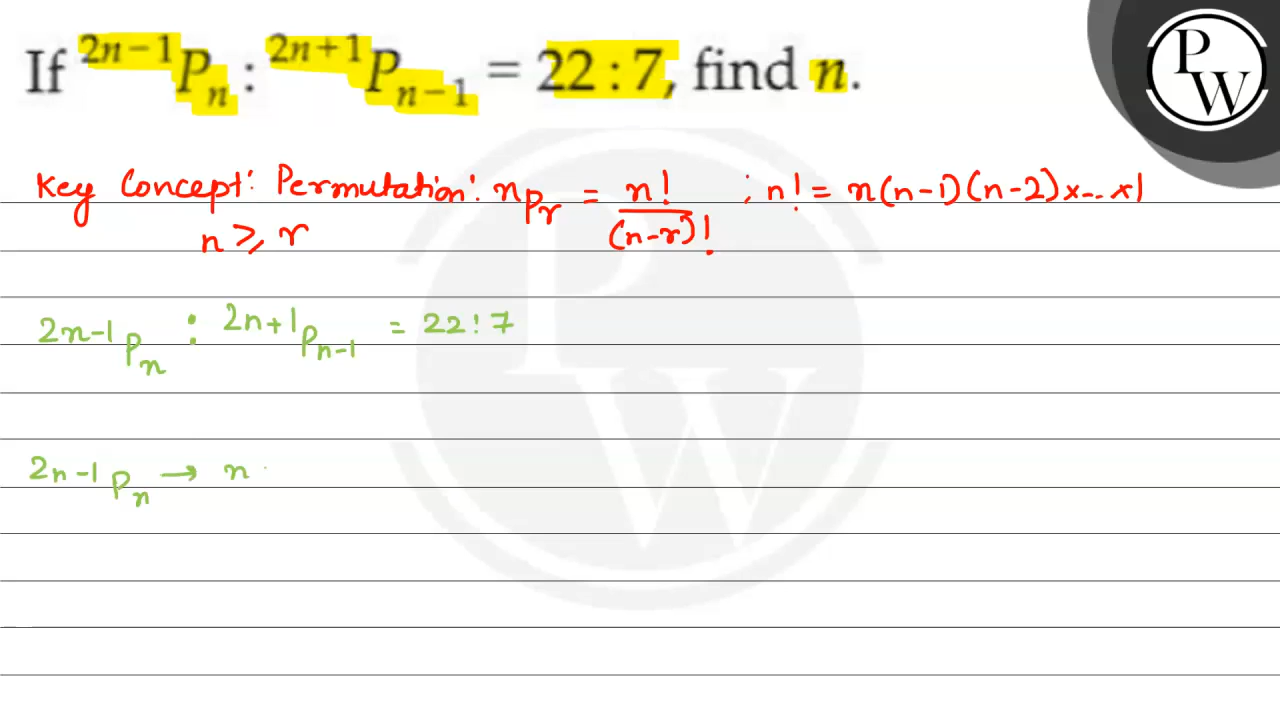 If ²ⁿ⁻¹Pₙ : ²ⁿ⁺¹Pₙ₋₁ = 22 : 7, find n.
P
W
Key Concept: Permutation: nPr = n!/(n-r)! ; n! = n(n-1)(n-2)x--x1
n ⩾ r
2n-1Pn : 2n+1Pn-1 = 22:7
2n-1Pn → n